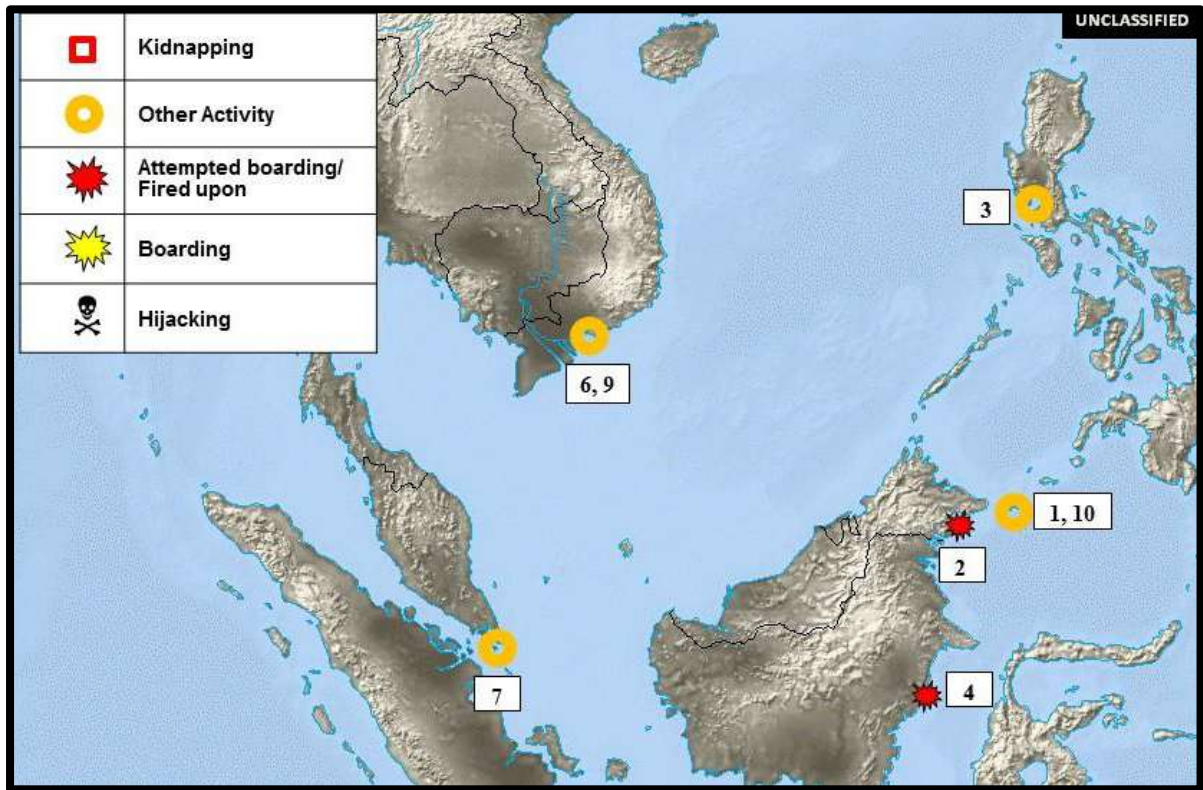 UNCLASSIFIED
Kidnapping
Other Activity
Attempted boarding/
Fired upon
Boarding
Hijacking
3
6, 9
1, 10
2
7
4